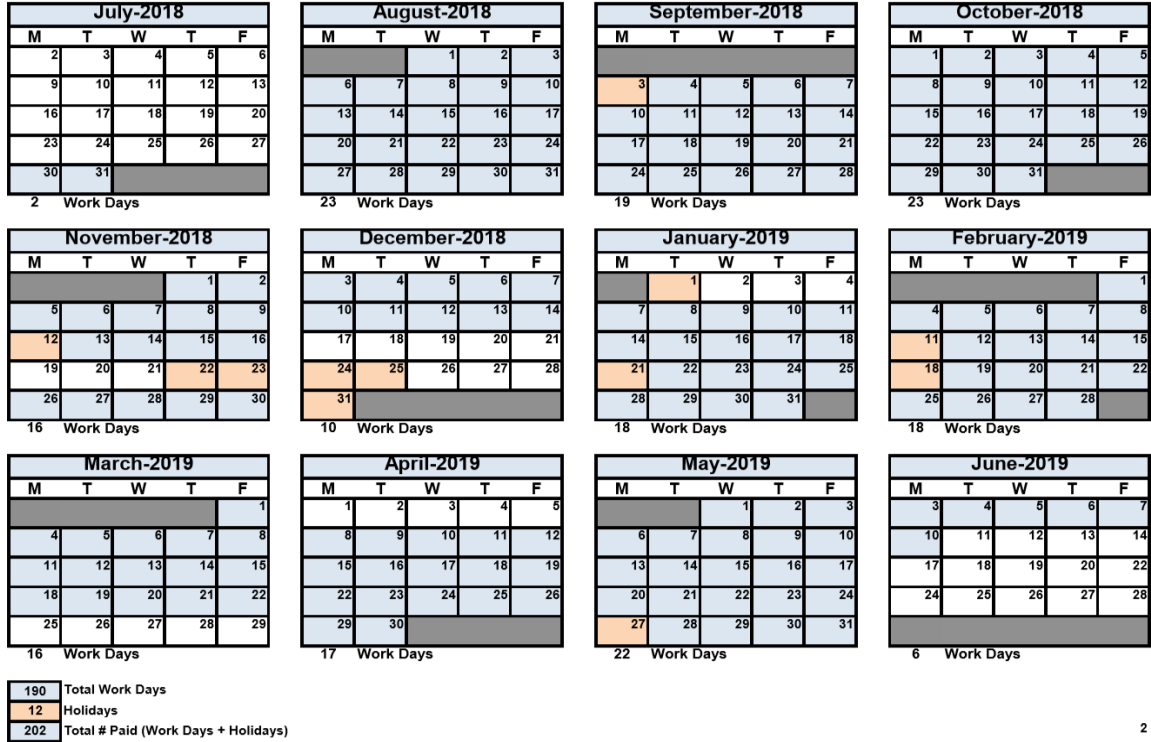 July-2018 August-2018 September-2018 October-2018
M T W T F M T W T F M T W T F M T W T F
2 3 4 5 6 1 2 3 1 2 3 4 5
9 10 11 12 13 6 7 8 9 10 3 4 5 6 7 8 9 10 11 12
16 17 18 19 20 13 14 15 16 17 10 11 12 13 14 15 16 17 18 19
23 24 25 26 27 20 21 22 23 24 17 18 19 20 21 22 23 24 25 26
30 31 27 28 29 30 31 24 25 26 27 28 29 30 31
2 Work Days 23 Work Days 19 Work Days 23 Work Days
November-2018 December-2018 January-2019 February-2019
M T W T F M T W T F M T W T F M T W T F
1 2 3 4 5 6 7 1 2 3 4 1
5 6 7 8 9 10 11 12 13 14 7 8 9 10 11 4 5 6 7 8
12 13 14 15 16 17 18 19 20 21 14 15 16 17 18 11 12 13 14 15
19 20 21 22 23 24 25 26 27 28 21 22 23 24 25 18 19 20 21 22
26 27 28 29 30 31 28 29 30 31 25 26 27 28
16 Work Days 10 Work Days 18 Work Days 18 Work Days
March-2019 April-2019 May-2019 June-2019
M T W T F M T W T F M T W T F M T W T F
1 1 2 3 4 5 1 2 3 3 4 5 6 7
4 5 6 7 8 8 9 10 11 12 6 7 8 9 10 10 11 12 13 14
11 12 13 14 15 15 16 17 18 19 13 14 15 16 17 17 18 19 20 22
18 19 20 21 22 22 23 24 25 26 20 21 22 23 24 24 25 26 27 28
25 26 27 28 29 29 30 27 28 29 30 31
16 Work Days 17 Work Days 22 Work Days 6 Work Days
190 Total Work Days
12 Holidays
202 Total # Paid (Work Days + Holidays)
2